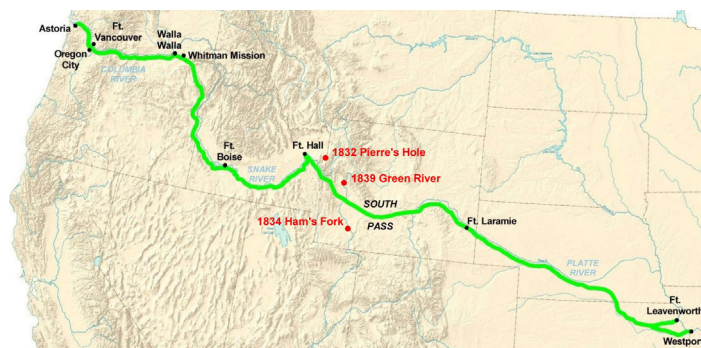 Astoria
Ft.
Vancouver
Oregon
City
COLUMBIA
RIVER
Walla
Walla
Whitman Mission
Ft.
Boise
SNAKE
RIVER
Ft. Hall
1832 Pierre's Hole
1839 Green River
1834 Ham's Fork
SOUTH
PASS
Ft. Laramie
PLATTE
RIVER
Ft.
Leavenworth
Westport